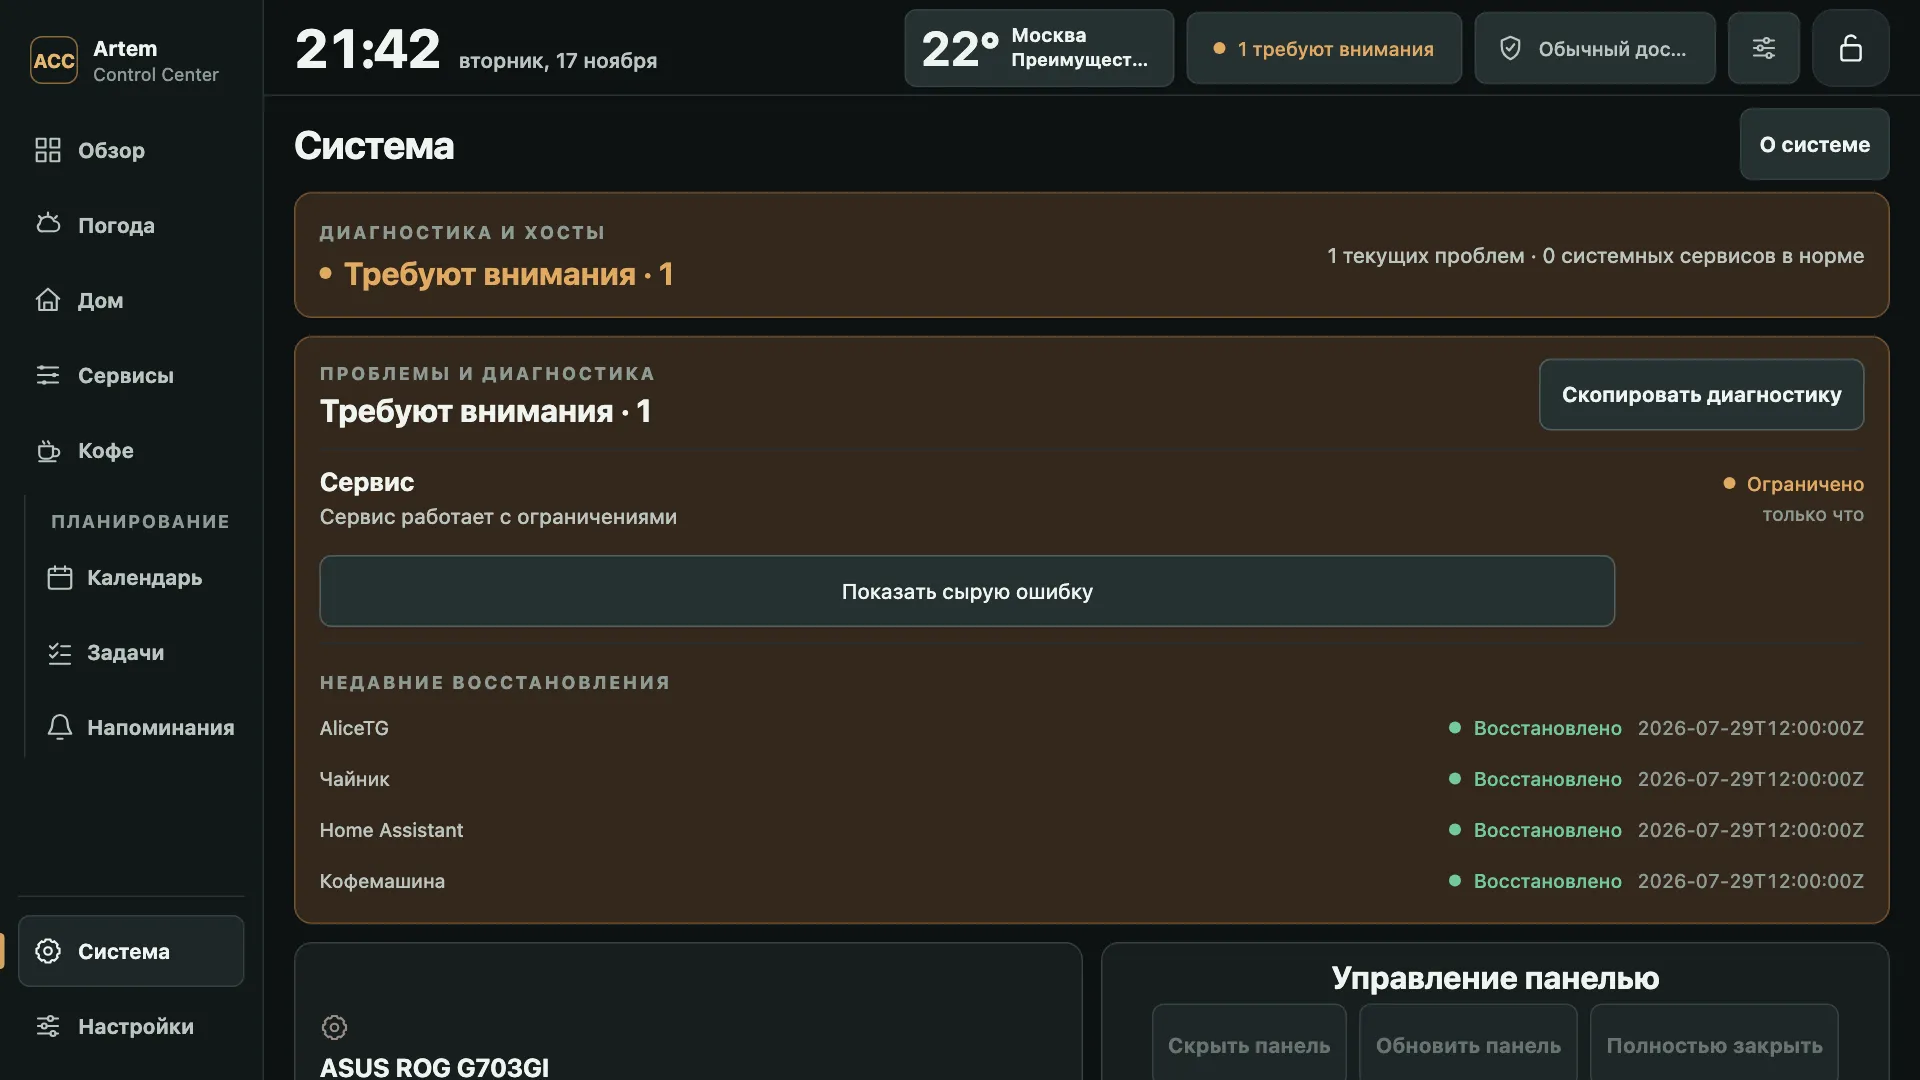 ACC
Artem
Control Center
Обзор
Погода
Дом
Сервисы
Кофе
ПЛАНИРОВАНИЕ
Календарь
Задачи
Напоминания
Система
Настройки
21:42 вторник, 17 ноября
22° Москва
Преимущест...
1 требуют внимания
Обычный дос...
Система
О системе
ДИАГНОСТИКА И ХОСТЫ
Требуют внимания · 1
1 текущих проблем · 0 системных сервисов в норме
ПРОБЛЕМЫ И ДИАГНОСТИКА
Требуют внимания · 1
Скопировать диагностику
Сервис
Сервис работает с ограничениями
Ограничено
только что
Показать сырую ошибку
НЕДАВНИЕ ВОССТАНОВЛЕНИЯ
AliceTG Восстановлено 2026-07-29T12:00:00Z
Чайник Восстановлено 2026-07-29T12:00:00Z
Home Assistant Восстановлено 2026-07-29T12:00:00Z
Кофемашина Восстановлено 2026-07-29T12:00:00Z
ASUS ROG G703GI
Управление панелью
Скрыть панель
Обновить панель
Полностью закрыть